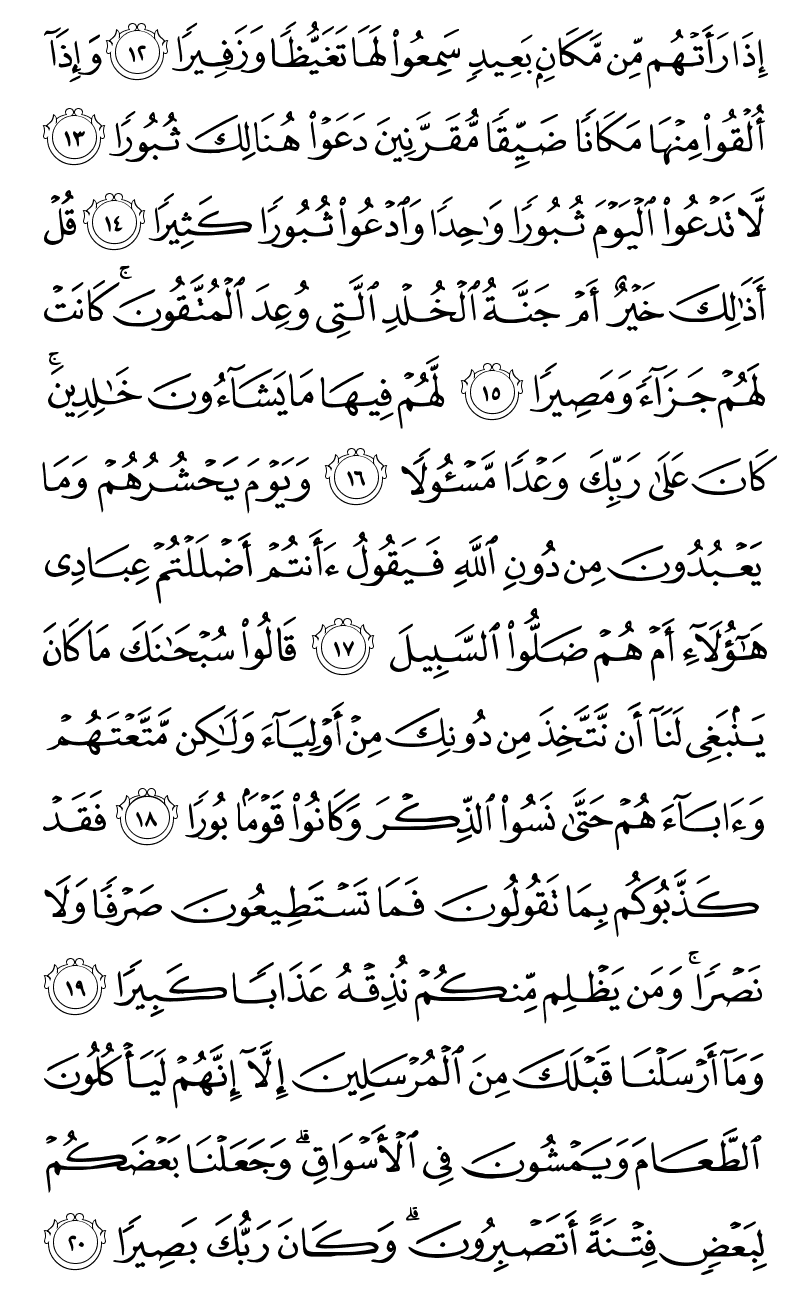 إِذَا رَأَتْهُم مِّن مَّكَانٍۭ بَعِيدٍ سَمِعُوا۟ لَهَا تَغَيُّظًا وَزَفِيرًا ١٢ وَإِذَآ
أُلْقُوا۟ مِنْهَا مَكَانًا ضَيِّقًا مُّقَرَّنِينَ دَعَوْا۟ هُنَالِكَ ثُبُورًا ١٣
لَّا تَدْعُوا۟ ٱلْيَوْمَ ثُبُورًا وَٰحِدًا وَٱدْعُوا۟ ثُبُورًا كَثِيرًا ١٤ قُلْ
أَذَٰلِكَ خَيْرٌ أَمْ جَنَّةُ ٱلْخُلْدِ ٱلَّتِى وُعِدَ ٱلْمُتَّقُونَ ۚ كَانَتْ
لَهُمْ جَزَآءً وَمَصِيرًا ١٥ لَّهُمْ فِيهَا مَا يَشَآءُونَ خَٰلِدِينَ ۚ
كَانَ عَلَىٰ رَبِّكَ وَعْدًا مَّسْـُٔولًا ١٦ وَيَوْمَ يَحْشُرُهُمْ وَمَا
يَعْبُدُونَ مِن دُونِ ٱللَّهِ فَيَقُولُ ءَأَنتُمْ أَضْلَلْتُمْ عِبَادِى
هَٰٓؤُلَآءِ أَمْ هُمْ ضَلُّوا۟ ٱلسَّبِيلَ ١٧ قَالُوا۟ سُبْحَٰنَكَ مَا كَانَ
يَنۢبَغِى لَنَآ أَن نَّتَّخِذَ مِن دُونِكَ مِنْ أَوْلِيَآءَ وَلَٰكِن مَّتَّعْتَهُمْ
وَءَابَآءَهُمْ حَتَّىٰ نَسُوا۟ ٱلذِّكْرَ وَكَانُوا۟ قَوْمًۢا بُورًا ١٨ فَقَدْ
كَذَّبُوكُم بِمَا تَقُولُونَ فَمَا تَسْتَطِيعُونَ صَرْفًا وَلَا
نَصْرًا ۚ وَمَن يَظْلِم مِّنكُمْ نُذِقْهُ عَذَابًا كَبِيرًا ١٩
وَمَآ أَرْسَلْنَا قَبْلَكَ مِنَ ٱلْمُرْسَلِينَ إِلَّآ إِنَّهُمْ لَيَأْكُلُونَ
ٱلطَّعَامَ وَيَمْشُونَ فِى ٱلْأَسْوَاقِ ۗ وَجَعَلْنَا بَعْضَكُمْ
لِبَعْضٍ فِتْنَةً أَتَصْبِرُونَ ۗ وَكَانَ رَبُّكَ بَصِيرًا ٢٠